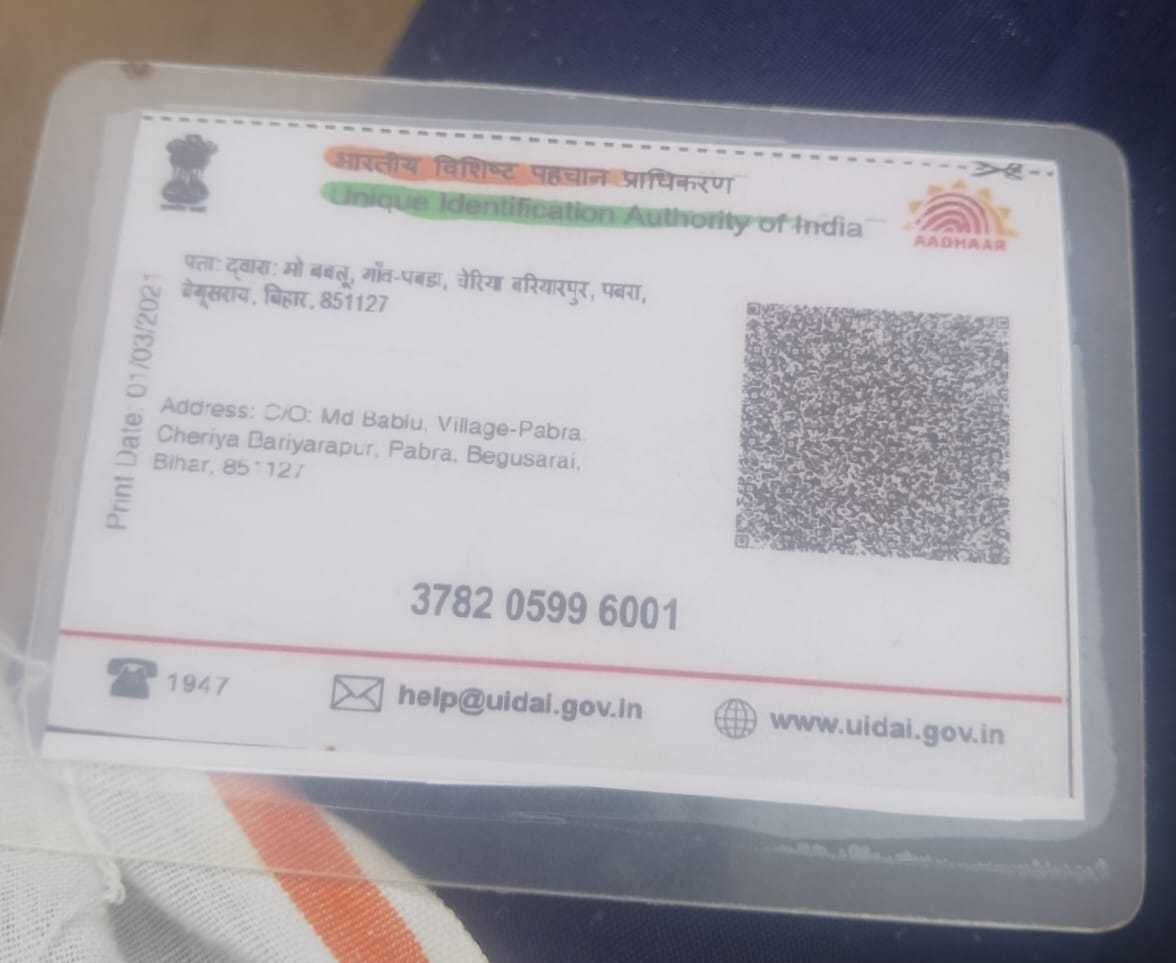 भारतीय विशिष्ट पहचान प्राधिकरण
Unique Identification Authority of India
AADHAAR
पता: द्वारा: मो बबलू, गाँव-पबड़ा, चेरिया बरियारपुर, पबरा,
बेगूसराय, बिहार, 851127
Print Date: 01/03/2021
Address: C/O: Md Bablu, Village-Pabra,
Cheriya Bariyarapur, Pabra, Begusarai,
Bihar, 851127
3782 0599 6001
1947
help@uidai.gov.in
www.uidai.gov.in